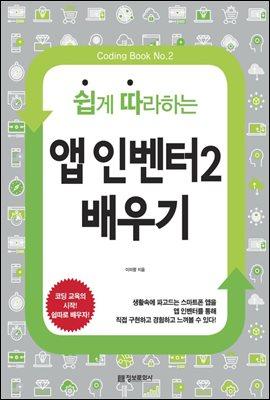 Coding Book No.2
쉽게 따라하는
앱 인벤터2
배우기
이미향 지음
코딩 교육의
시작!
쉽따로 배우자!
생활속에 파고드는 스마트폰 앱을
앱 인벤터를 통해
직접 구현하고 경험하고 느껴볼 수 있다!
정보문화사